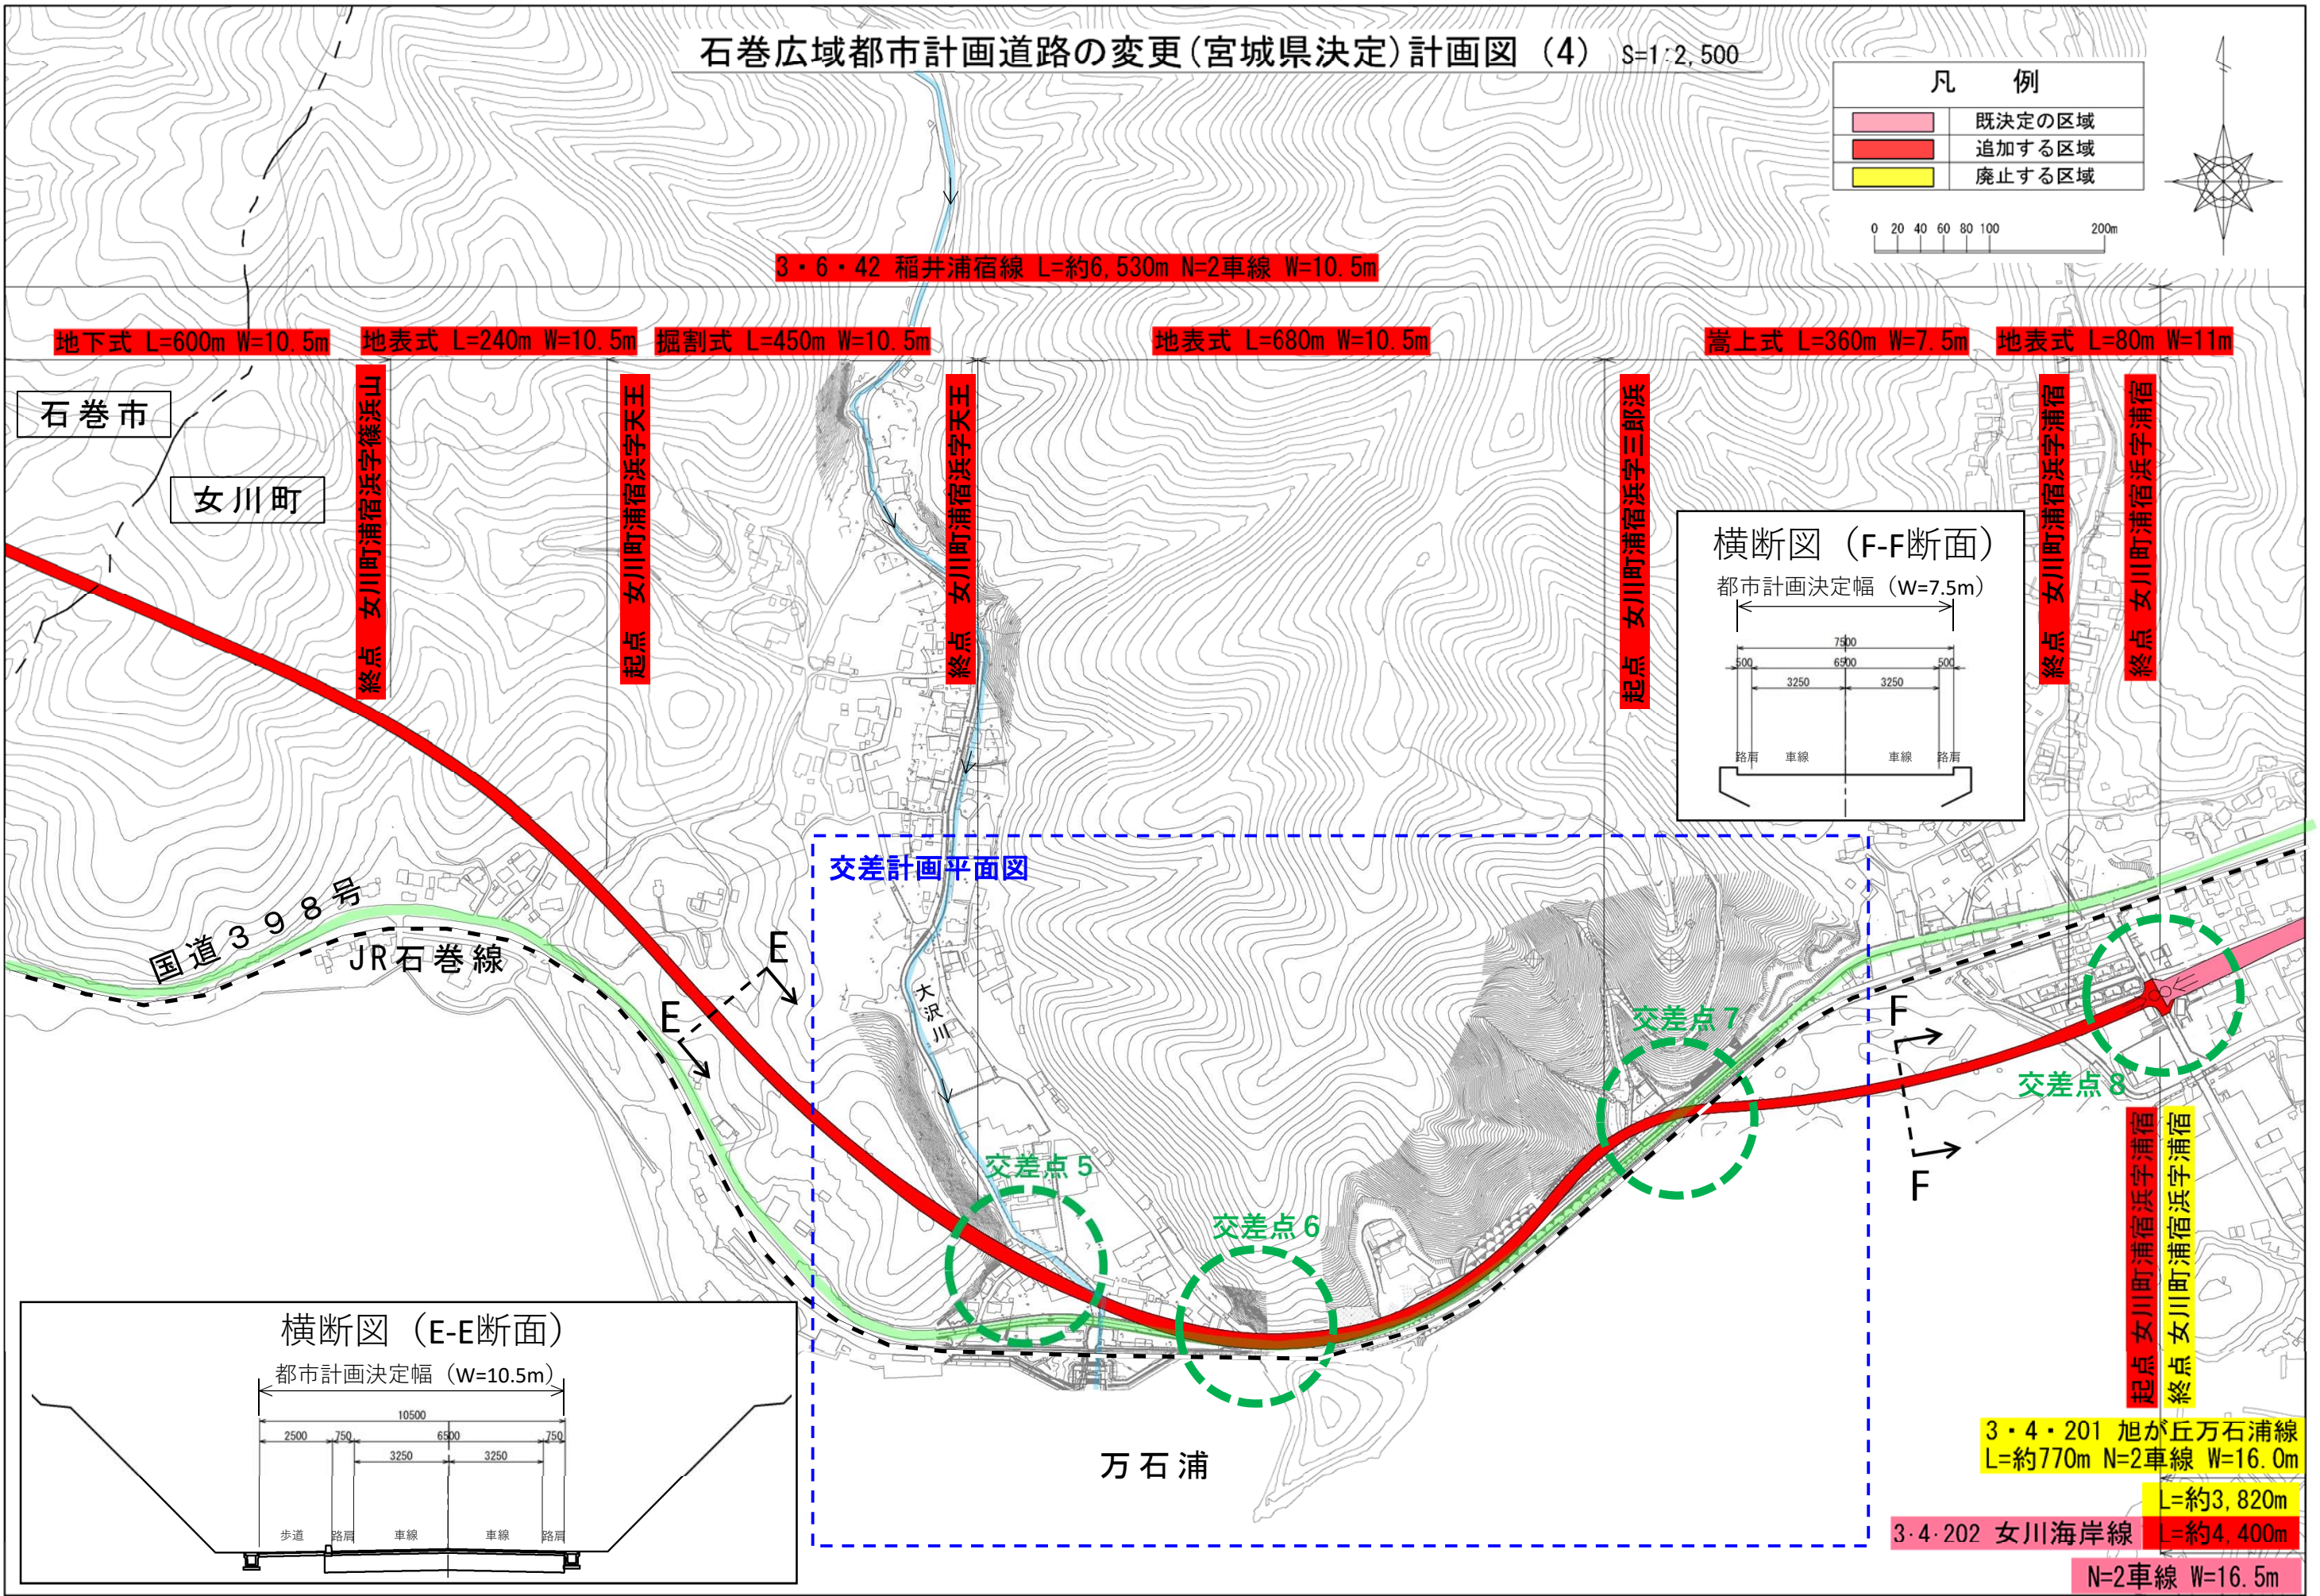 石巻広域都市計画道路の変更(宮城県決定)計画図 (4) S=1:2,500
凡 例
既決定の区域
追加する区域
廃止する区域
0 20 40 60 80 100 200m
3・6・42 稲井浦宿線 L=約6,530m N=2車線 W=10.5m
地下式 L=600m W=10.5m
地表式 L=240m W=10.5m
掘割式 L=450m W=10.5m
地表式 L=680m W=10.5m
嵩上式 L=360m W=7.5m
地表式 L=80m W=11m
石巻市
女川町
終点 女川町浦宿浜字篠浜山
起点 女川町浦宿浜字天王
終点 女川町浦宿浜字天王
起点 女川町浦宿浜字三郎浜
終点 女川町浦宿浜字浦宿
終点 女川町浦宿浜字浦宿
横断図（F-F断面）
都市計画決定幅（W=7.5m）
7500
500 6500 500
3250 3250
路肩 車線 車線 路肩
交差計画平面図
国道398号
JR石巻線
E
E
大沢川
F
F
交差点5
交差点6
交差点7
交差点8
起点 女川町浦宿浜字浦宿
終点 女川町浦宿浜字浦宿
横断図（E-E断面）
都市計画決定幅（W=10.5m）
10500
2500 750 6500 750
3250 3250
歩道 路肩 車線 車線 路肩
万石浦
3・4・201 旭が丘万石浦線
L=約770m N=2車線 W=16.0m
L=約3,820m
3・4・202 女川海岸線 L=約4,400m
N=2車線 W=16.5m